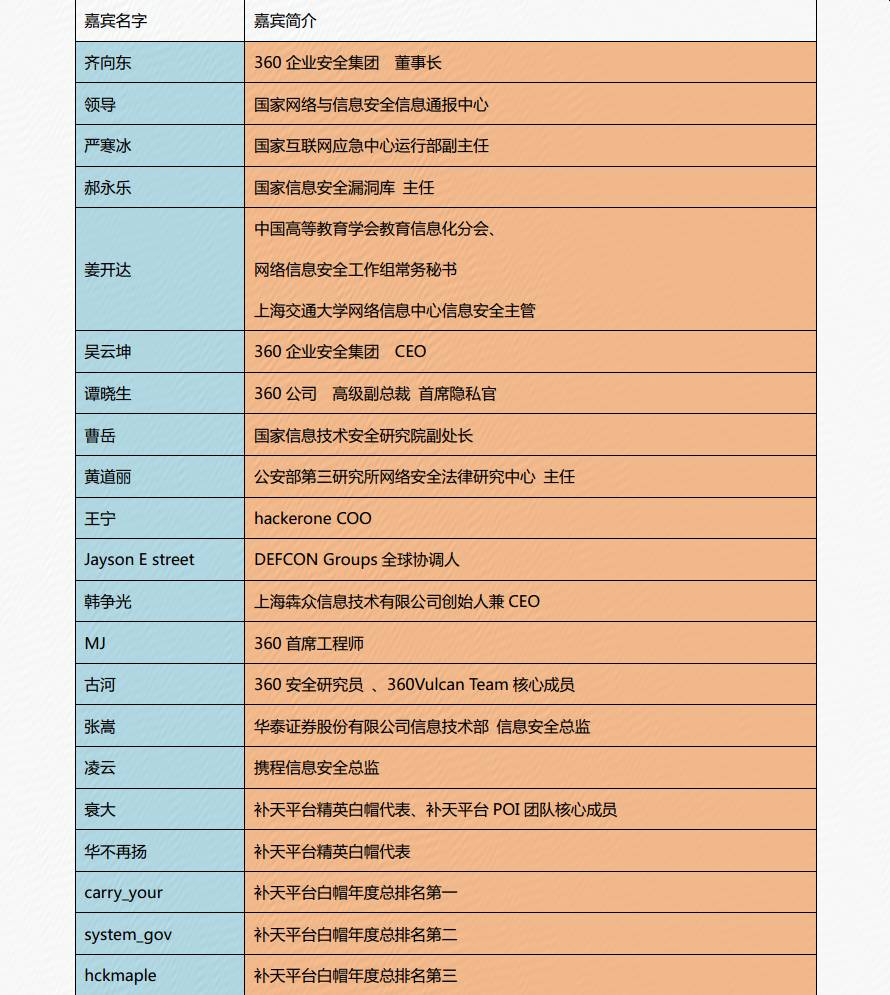 嘉宾名字 嘉宾简介
齐向东 360 企业安全集团 董事长
领导 国家网络与信息安全信息通报中心
严寒冰 国家互联网应急中心运行部副主任
郝永乐 国家信息安全漏洞库 主任
中国高等教育学会教育信息化分会、
姜开达 网络信息安全工作组常务秘书
上海交通大学网络信息中心信息安全主管
吴云坤 360 企业安全集团 CEO
谭晓生 360 公司 高级副总裁 首席隐私官
曹岳 国家信息技术安全研究院副处长
黄道丽 公安部第三研究所网络安全法律研究中心 主任
王宁 hackerone COO
Jayson E street DEFCON Groups 全球协调人
韩争光 上海犇众信息技术有限公司创始人兼 CEO
MJ 360 首席工程师
古河 360 安全研究员 、360Vulcan Team 核心成员
张嵩 华泰证券股份有限公司信息技术部 信息安全总监
凌云 携程信息安全总监
衰大 补天平台精英白帽代表、补天平台 POI 团队核心成员
华不再扬 补天平台精英白帽代表
carry_your 补天平台白帽年度总排名第一
system_gov 补天平台白帽年度总排名第二
hckmaple 补天平台白帽年度总排名第三